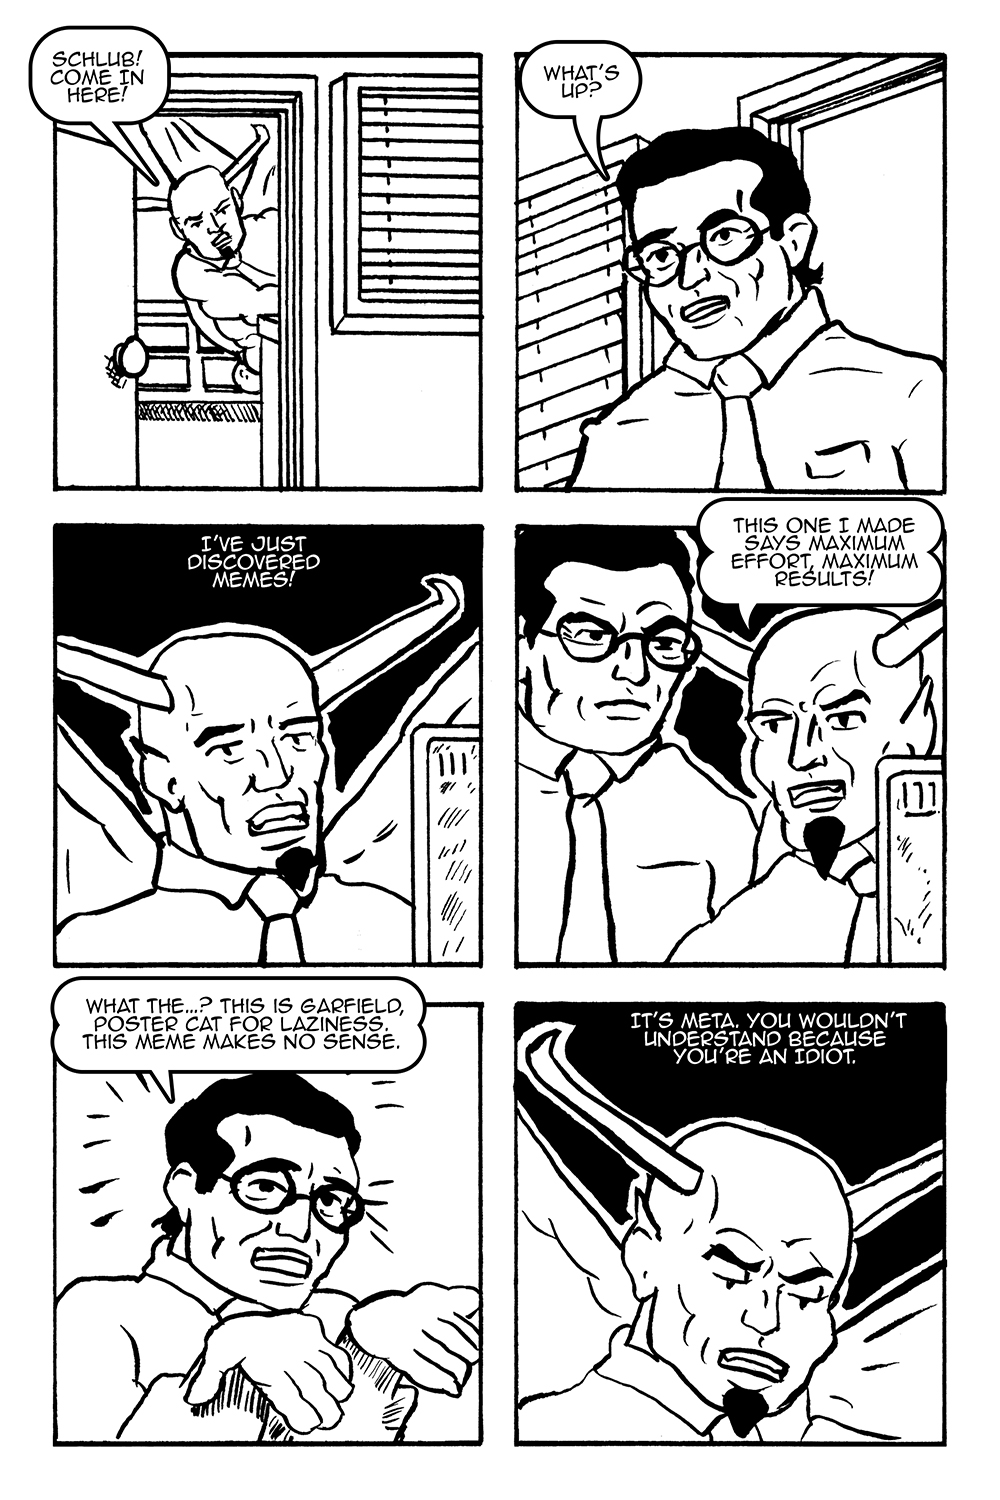 SCHLUB!
COME IN
HERE!
WHAT'S
UP?
I'VE JUST
DISCOVERED
MEMES!
THIS ONE I MADE
SAYS MAXIMUM
EFFORT, MAXIMUM
RESULTS!
WHAT THE...? THIS IS GARFIELD,
POSTER CAT FOR LAZINESS.
THIS MEME MAKES NO SENSE.
IT'S META. YOU WOULDN'T
UNDERSTAND BECAUSE
YOU'RE AN IDIOT.